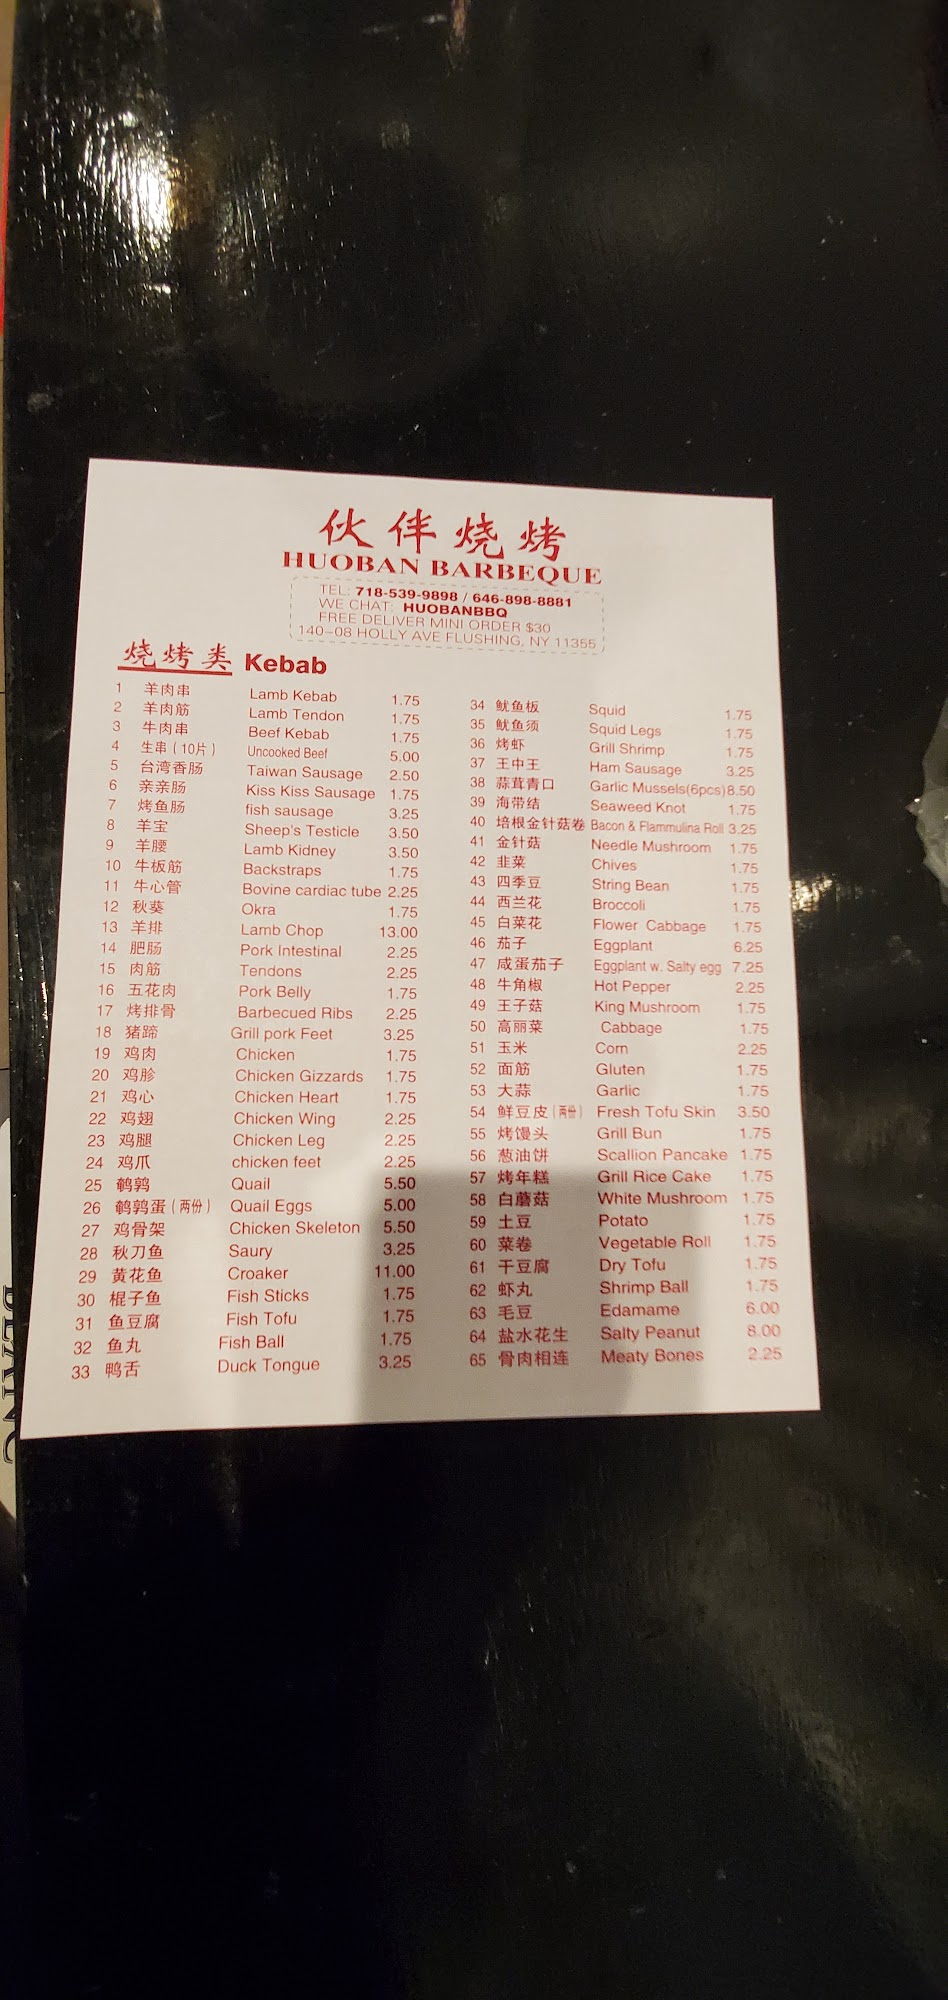 伙伴烧烤
HUOBAN BARBEQUE
TEL: 718-539-9898 / 646-898-8881
WE CHAT: HUOBANBBQ
FREE DELIVER MINI ORDER $30
140-08 HOLLY AVE FLUSHING, NY 11355
烧烤类 Kebab
1 羊肉串 Lamb Kebab 1.75
2 羊肉筋 Lamb Tendon 1.75
3 牛肉串 Beef Kebab 1.75
4 生串（10片） Uncooked Beef 5.00
5 台湾香肠 Taiwan Sausage 2.50
6 亲亲肠 Kiss Kiss Sausage 1.75
7 烤鱼肠 fish sausage 3.25
8 羊宝 Sheep's Testicle 3.50
9 羊腰 Lamb Kidney 3.50
10 牛板筋 Backstraps 1.75
11 牛心管 Bovine cardiac tube 2.25
12 秋葵 Okra 1.75
13 羊排 Lamb Chop 13.00
14 肥肠 Pork Intestinal 2.25
15 肉筋 Tendons 2.25
16 五花肉 Pork Belly 1.75
17 烤排骨 Barbecued Ribs 2.25
18 猪蹄 Grill pork Feet 3.25
19 鸡肉 Chicken 1.75
20 鸡胗 Chicken Gizzards 1.75
21 鸡心 Chicken Heart 1.75
22 鸡翅 Chicken Wing 2.25
23 鸡腿 Chicken Leg 2.25
24 鸡爪 chicken feet 2.25
25 鹌鹑 Quail 5.50
26 鹌鹑蛋（两份） Quail Eggs 5.00
27 鸡骨架 Chicken Skeleton 5.50
28 秋刀鱼 Saury 3.25
29 黄花鱼 Croaker 11.00
30 棍子鱼 Fish Sticks 1.75
31 鱼豆腐 Fish Tofu 1.75
32 鱼丸 Fish Ball 1.75
33 鸭舌 Duck Tongue 3.25
34 鱿鱼板 Squid 1.75
35 鱿鱼须 Squid Legs 1.75
36 烤虾 Grill Shrimp 1.75
37 王中王 Ham Sausage 3.25
38 蒜茸青口 Garlic Mussels(6pcs) 8.50
39 海带结 Seaweed Knot 1.75
40 培根金针菇卷 Bacon & Flammulina Roll 3.25
41 金针菇 Needle Mushroom 1.75
42 韭菜 Chives 1.75
43 四季豆 String Bean 1.75
44 西兰花 Broccoli 1.75
45 白菜花 Flower Cabbage 1.75
46 茄子 Eggplant 6.25
47 咸蛋茄子 Eggplant w. Salty egg 7.25
48 牛角椒 Hot Pepper 2.25
49 王子菇 King Mushroom 1.75
50 高丽菜 Cabbage 1.75
51 玉米 Corn 2.25
52 面筋 Gluten 1.75
53 大蒜 Garlic 1.75
54 鲜豆皮（两份） Fresh Tofu Skin 3.50
55 烤馒头 Grill Bun 1.75
56 葱油饼 Scallion Pancake 1.75
57 烤年糕 Grill Rice Cake 1.75
58 白蘑菇 White Mushroom 1.75
59 土豆 Potato 1.75
60 菜卷 Vegetable Roll 1.75
61 干豆腐 Dry Tofu 1.75
62 虾丸 Shrimp Ball 1.75
63 毛豆 Edamame 6.00
64 盐水花生 Salty Peanut 8.00
65 骨肉相连 Meaty Bones 2.25